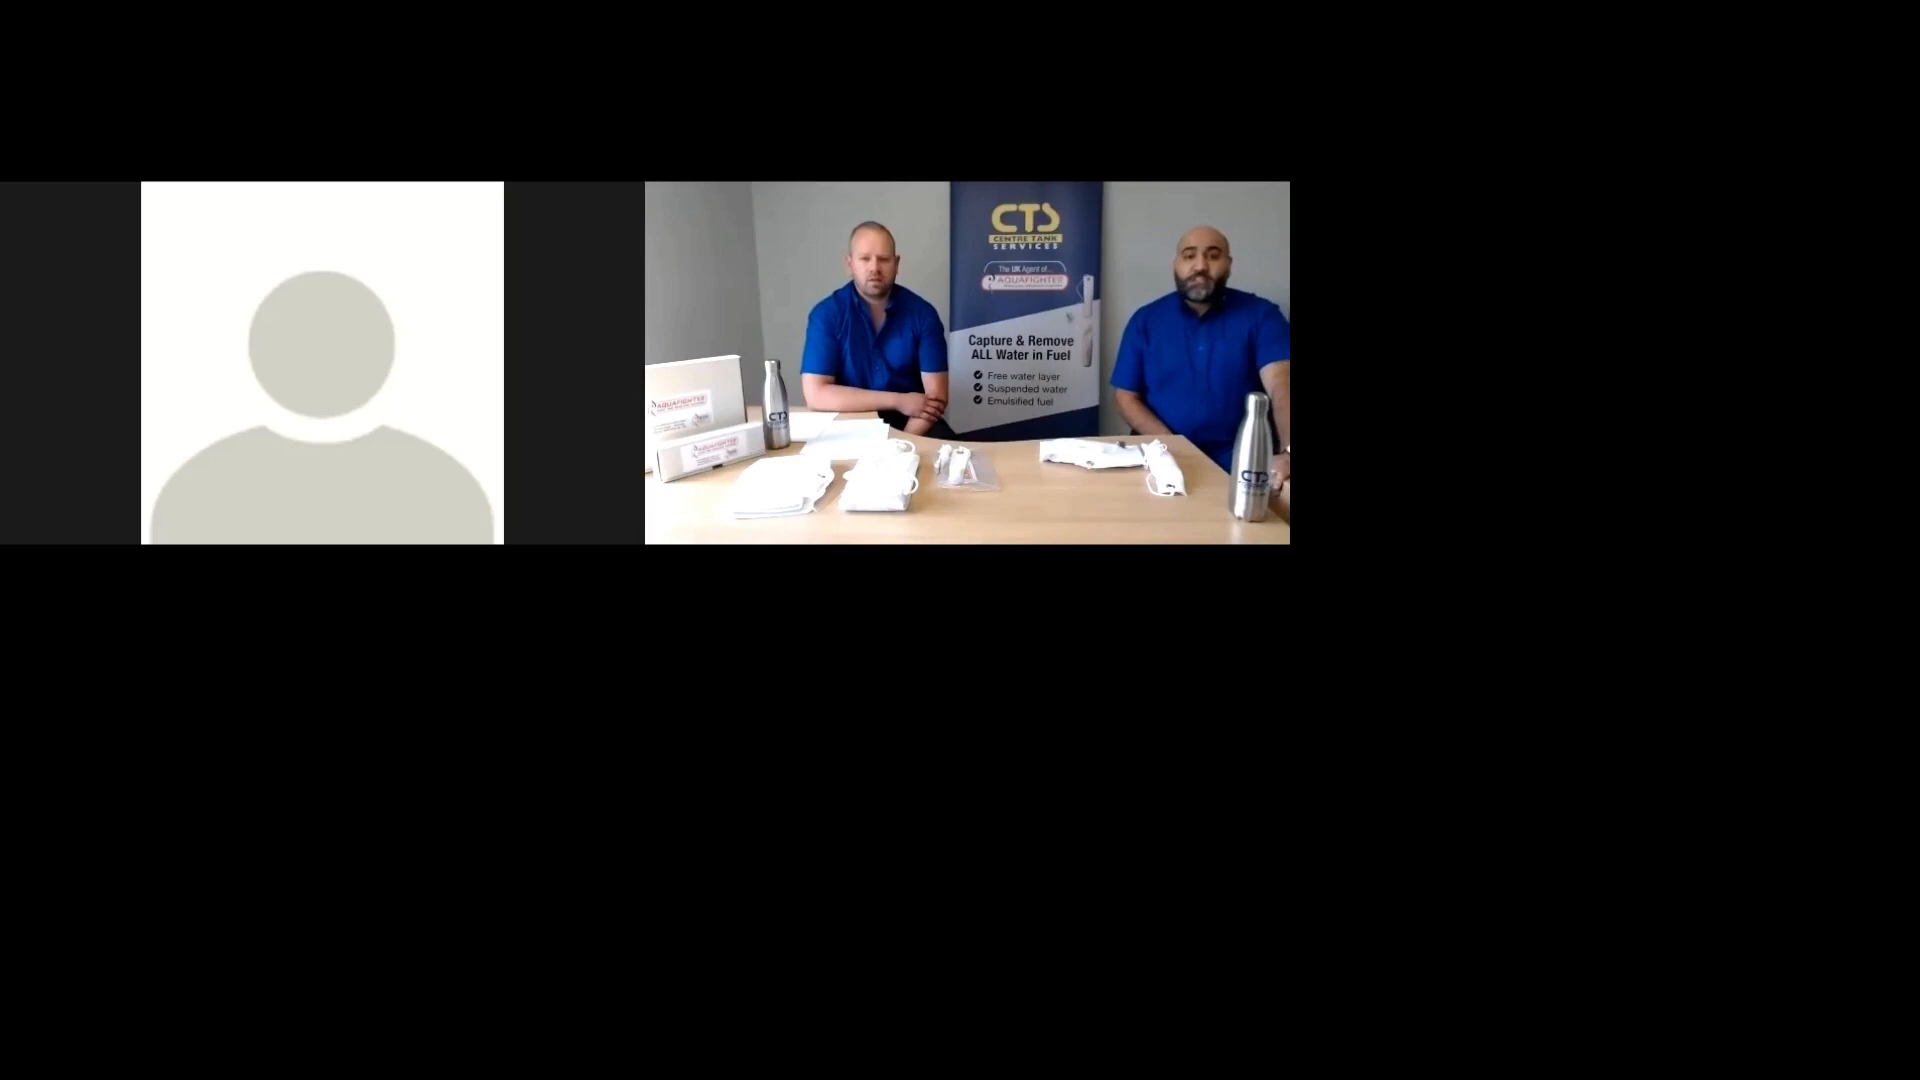 CTS
CENTRE TANK
SERVICES
The UK Agent of...
AQUAFIGHTER
Capture & Remove
ALL Water in Fuel
Free water layer
Suspended water
Emulsified fuel
AQUAFIGHTER
AQUAFIGHTER
CTS
CTS